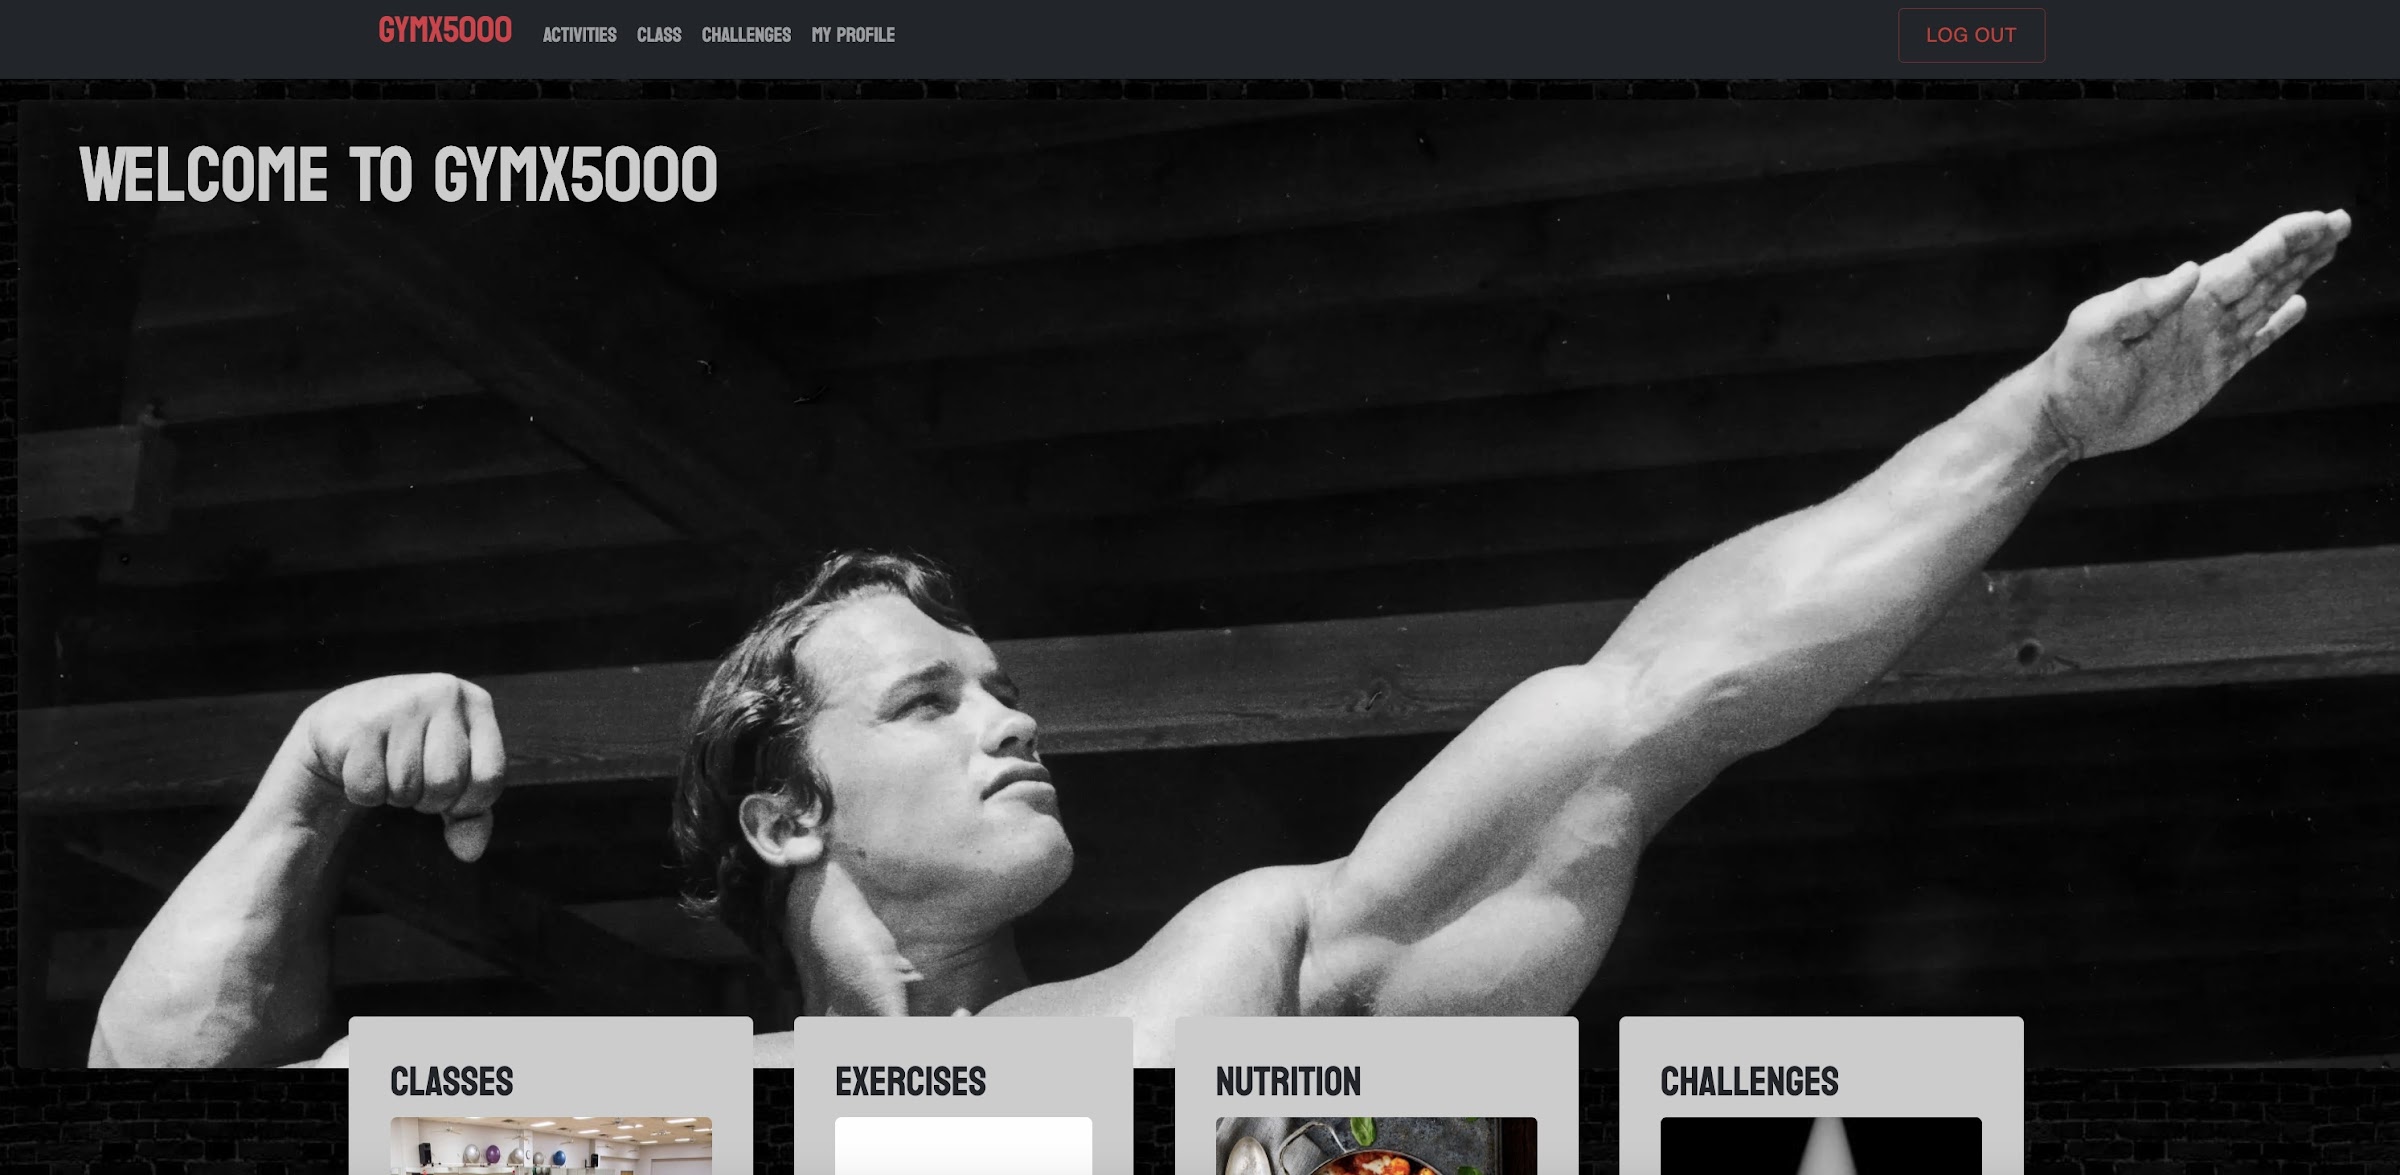 GYMX5000 ACTIVITIES CLASS CHALLENGES MY PROFILE LOG OUT
WELCOME TO GYMX5000
CLASSES EXERCISES NUTRITION CHALLENGES